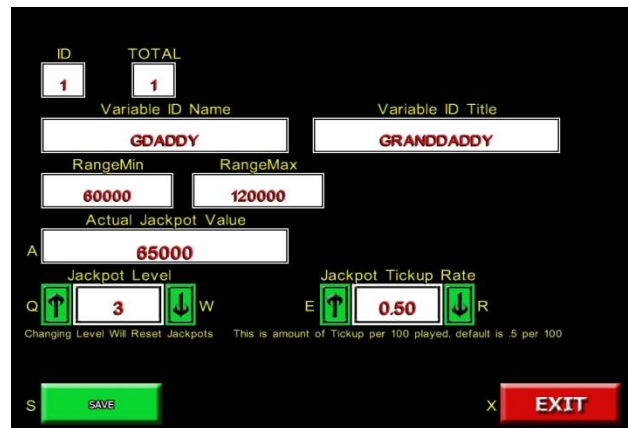 ID TOTAL
1 1
Variable ID Name Variable ID Title
GDADDY GRANDDADDY
RangeMin RangeMax
60000 120000
Actual Jackpot Value
A 65000
Jackpot Level Jackpot Tickup Rate
Q 3 W E 0.50 R
Changing Level Will Reset Jackpots This is amount of Tickup per 100 played, default is .5 per 100
S SAVE X EXIT